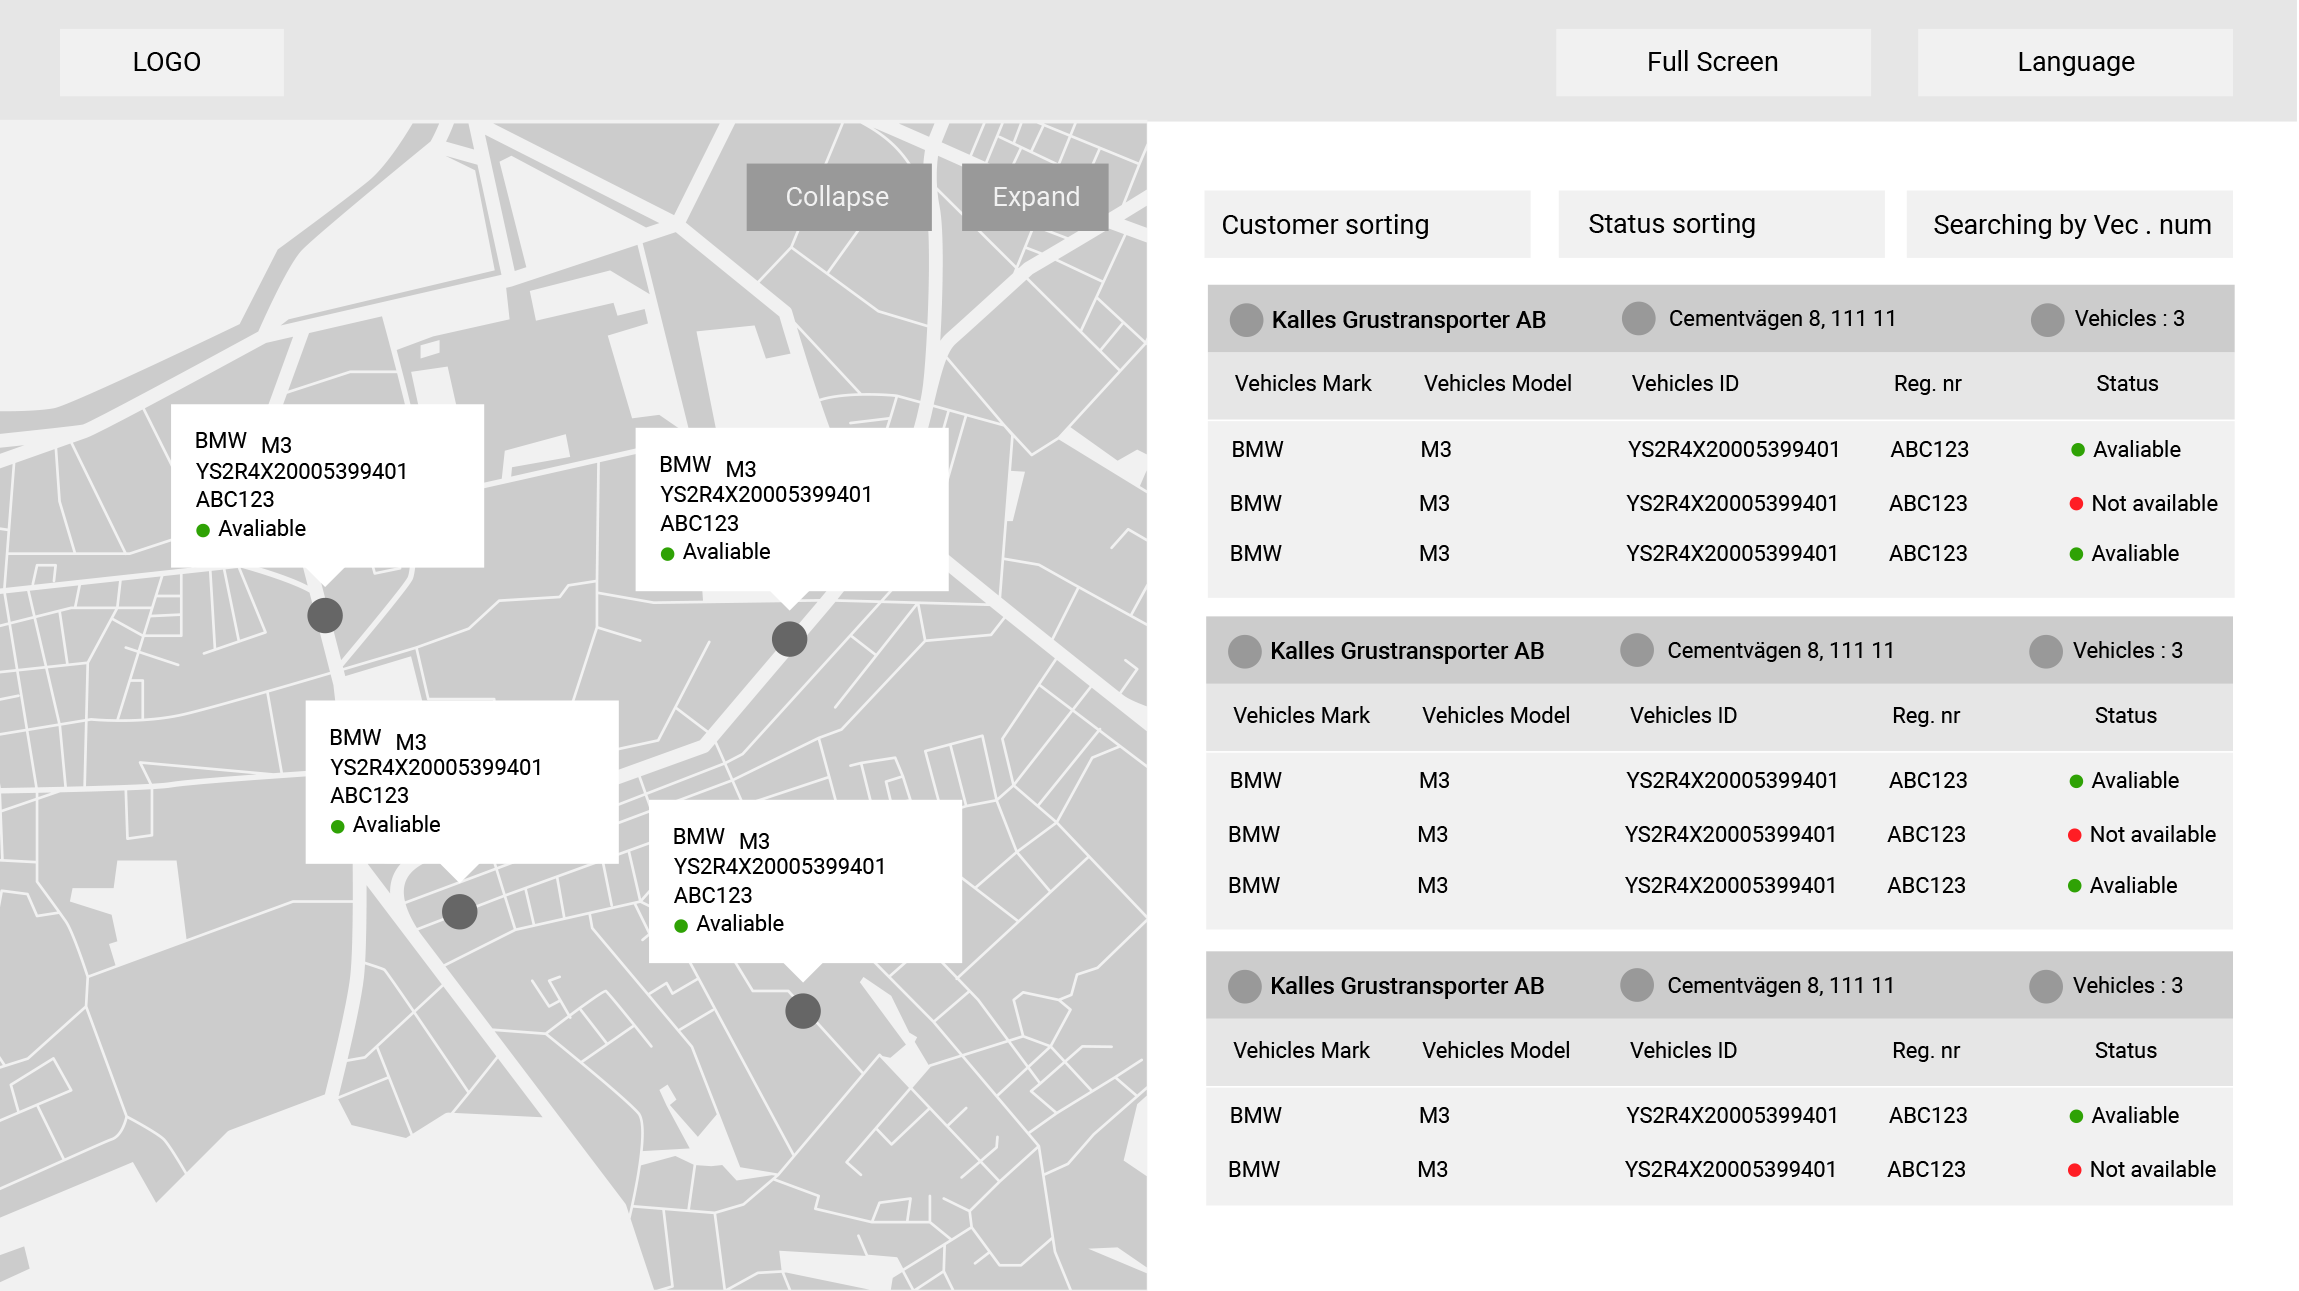 LOGO
Full Screen
Language
Collapse
Expand
BMW M3
YS2R4X20005399401
ABC123
Avaliable
BMW M3
YS2R4X20005399401
ABC123
Avaliable
BMW M3
YS2R4X20005399401
ABC123
Avaliable
BMW M3
YS2R4X20005399401
ABC123
Avaliable
Customer sorting
Status sorting
Searching by Vec . num
Kalles Grustransporter AB Cementvägen 8, 111 11 Vehicles : 3
Vehicles Mark Vehicles Model Vehicles ID Reg. nr Status
BMW M3 YS2R4X20005399401 ABC123 Avaliable
BMW M3 YS2R4X20005399401 ABC123 Not available
BMW M3 YS2R4X20005399401 ABC123 Avaliable
Kalles Grustransporter AB Cementvägen 8, 111 11 Vehicles : 3
Vehicles Mark Vehicles Model Vehicles ID Reg. nr Status
BMW M3 YS2R4X20005399401 ABC123 Avaliable
BMW M3 YS2R4X20005399401 ABC123 Not available
BMW M3 YS2R4X20005399401 ABC123 Avaliable
Kalles Grustransporter AB Cementvägen 8, 111 11 Vehicles : 3
Vehicles Mark Vehicles Model Vehicles ID Reg. nr Status
BMW M3 YS2R4X20005399401 ABC123 Avaliable
BMW M3 YS2R4X20005399401 ABC123 Not available